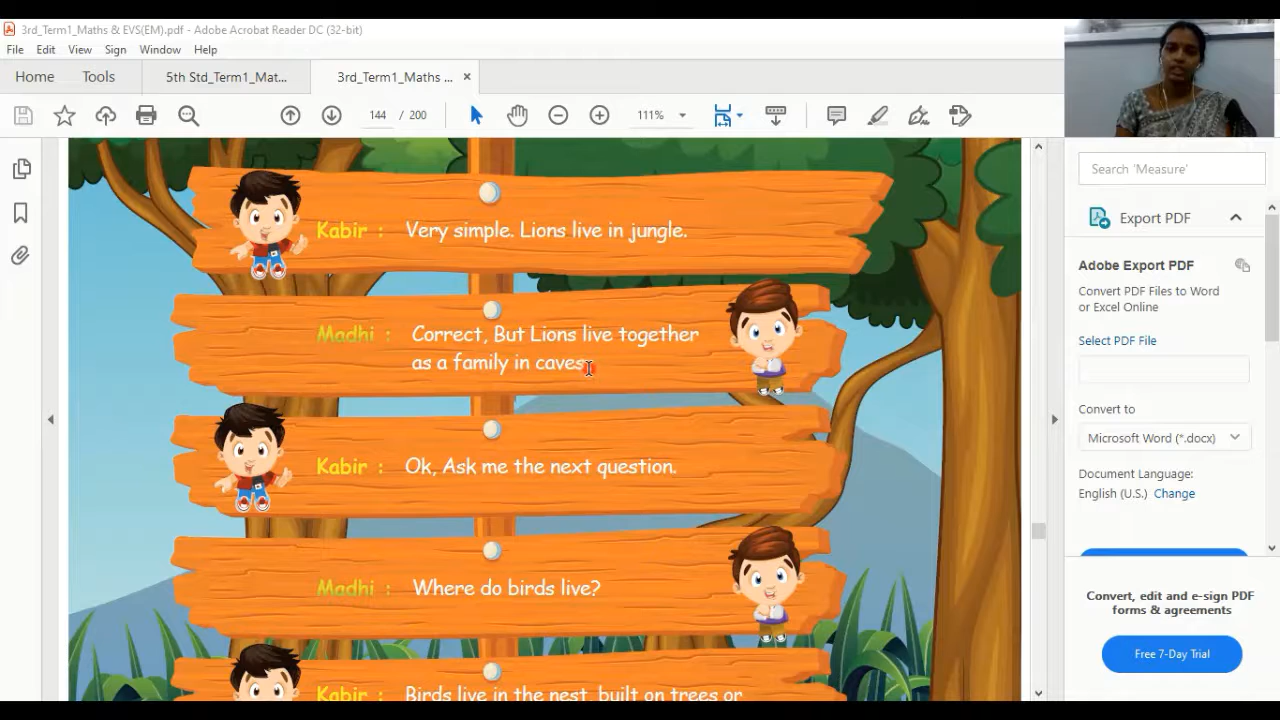 3rd_Term1_Maths & EVS(EM).pdf - Adobe Acrobat Reader DC (32-bit)
File Edit View Sign Window Help
Home Tools 5th Std_Term1_Mat... 3rd_Term1_Maths ... ×
144 / 200 111%
Search 'Measure'
Export PDF
Adobe Export PDF
Convert PDF Files to Word
or Excel Online
Select PDF File
Convert to
Microsoft Word (*.docx)
Document Language:
English (U.S.) Change
Convert, edit and e-sign PDF
forms & agreements
Free 7-Day Trial
Kabir : Very simple. Lions live in jungle.
Madhi : Correct, But Lions live together
as a family in caves
Kabir : Ok, Ask me the next question.
Madhi : Where do birds live?
Kabir : Birds live in the nest, built on trees or